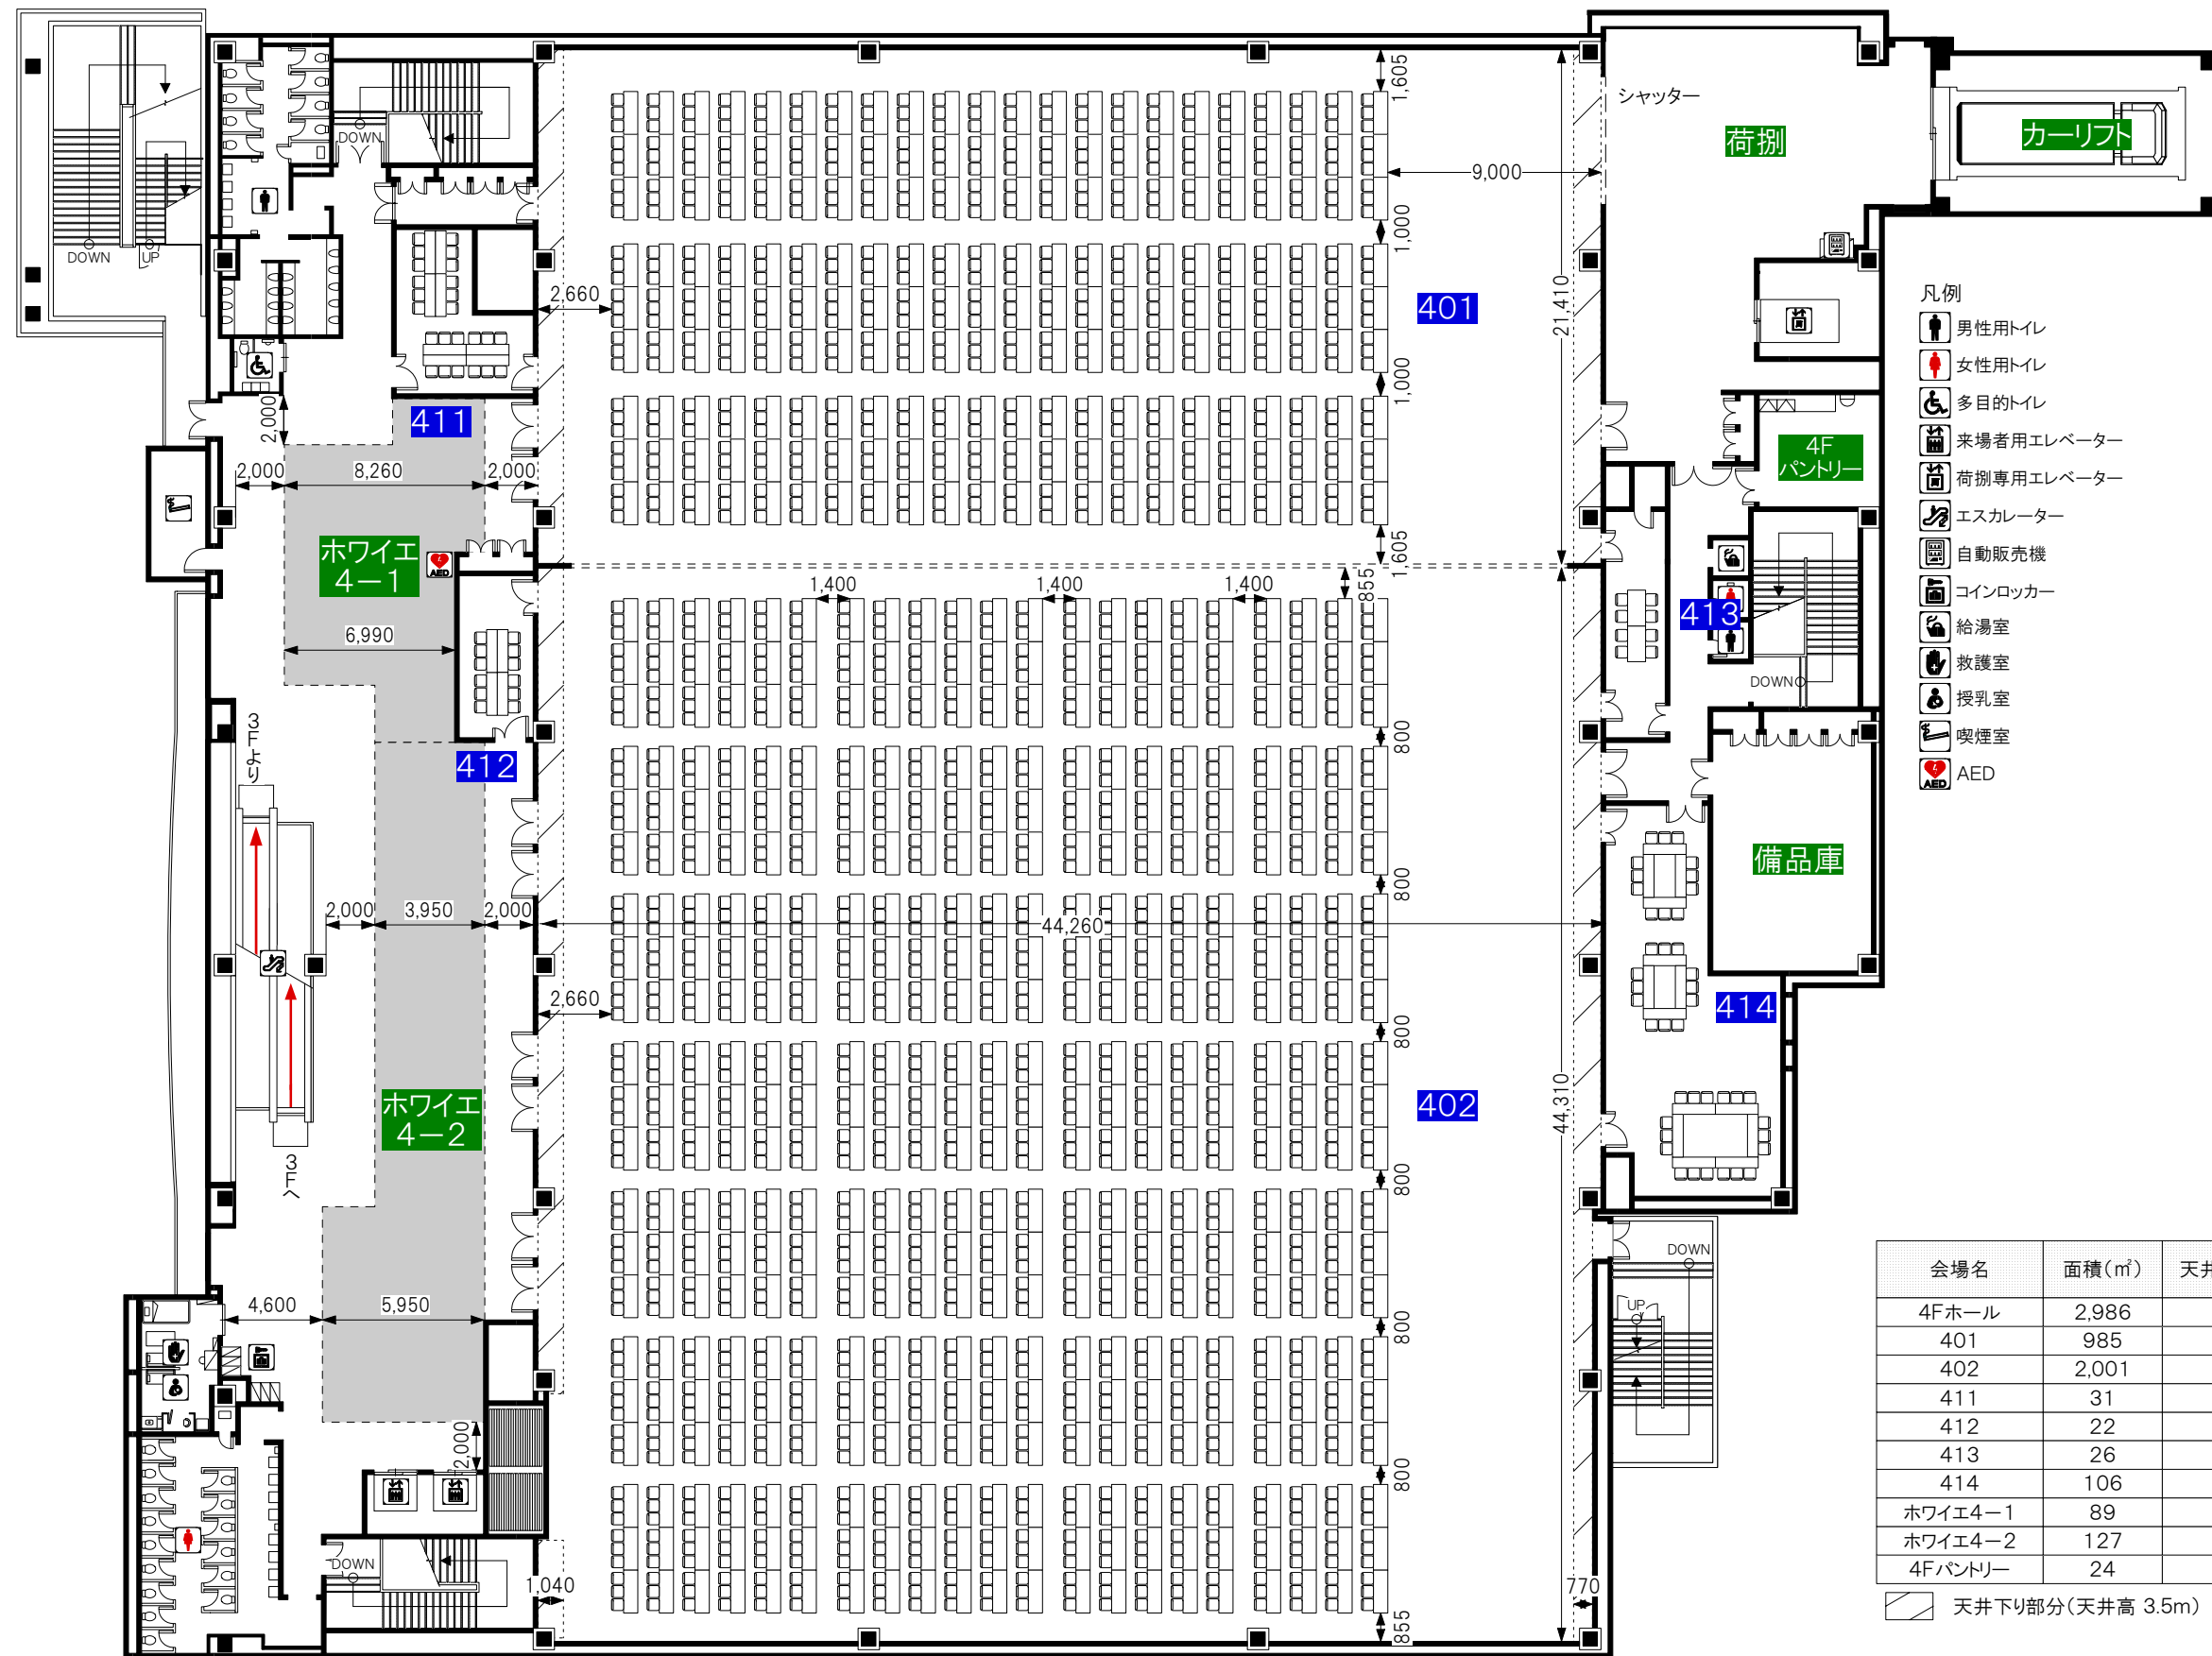 シャッター
荷捌
カーリフト
DOWN
DOWN
UP
1,605
9,000
1,000
2,660
401
21,410
1,000
凡例
男性用トイレ
女性用トイレ
多目的トイレ
来場者用エレベーター
荷捌専用エレベーター
エスカレーター
自動販売機
コインロッカー
給湯室
救護室
授乳室
喫煙室
AED
AED
2,000
411
4F
パントリー
2,000
8,260
2,000
ホワイエ
4－1
AED
1,605
1,400
1,400
1,400
855
6,990
413
DOWN
3Fより
412
800
備品庫
800
2,000
3,950
2,000
44,260
2,660
414
800
ホワイエ
4－2
402
44,310
3Fへ
800
DOWN
UP
4,600
5,950
800
2,000
800
DOWN
1,040
770
855
会場名 面積(㎡) 天井
4Fホール 2,986
401 985
402 2,001
411 31
412 22
413 26
414 106
ホワイエ4－1 89
ホワイエ4－2 127
4Fパントリー 24
天井下り部分(天井高 3.5m)